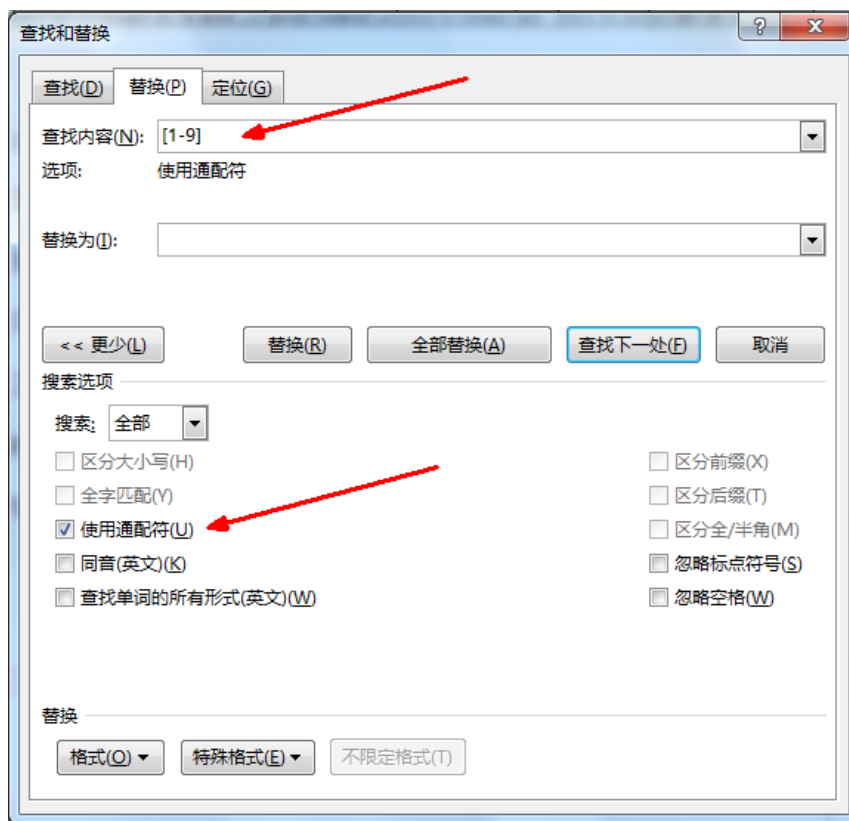 查找和替换
查找(D) 替换(P) 定位(G)
查找内容(N): [1-9]
选项: 使用通配符
替换为(I):
<< 更少(L) 替换(R) 全部替换(A) 查找下一处(F) 取消
搜索选项
搜索: 全部
区分大小写(H) 区分前缀(X)
全字匹配(Y) 区分后缀(T)
使用通配符(U) 区分全/半角(M)
同音(英文)(K) 忽略标点符号(S)
查找单词的所有形式(英文)(W) 忽略空格(W)
替换
格式(O) 特殊格式(E) 不限定格式(T)